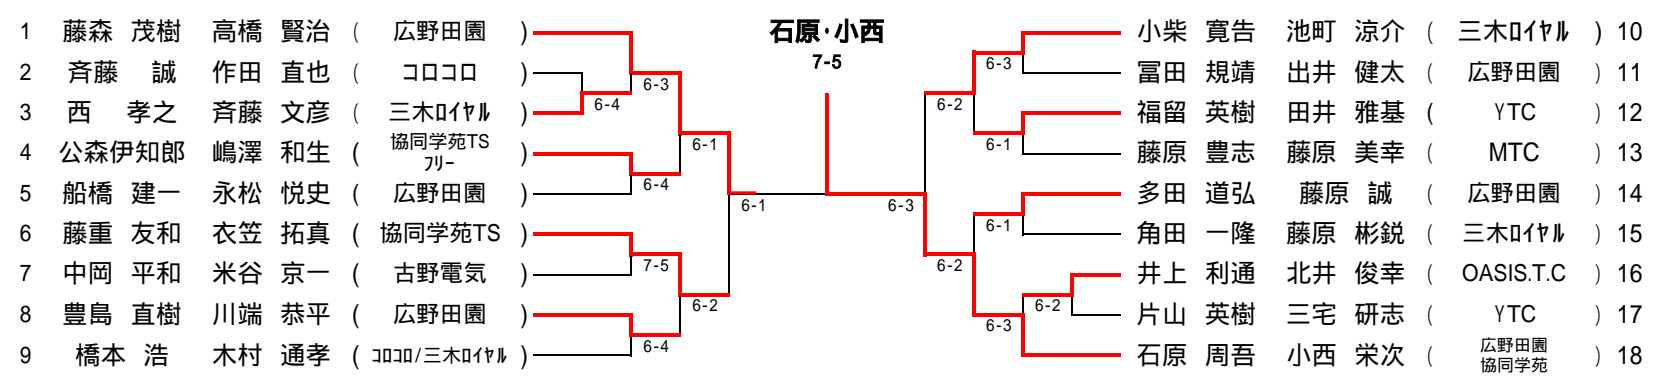 石原・小西
7-5
1 藤森 茂樹 高橋 賢治 ( 広野田園 )
2 斉藤 誠 作田 直也 ( コロコロ )
3 西 孝之 斉藤 文彦 ( 三木ﾛｲﾔﾙ )
4 公森伊知郎 嶋澤 和生 ( 協同学苑TS ﾌﾘｰ )
5 船橋 建一 永松 悦史 ( 広野田園 )
6 藤重 友和 衣笠 拓真 ( 協同学苑TS )
7 中岡 平和 米谷 京一 ( 古野電気 )
8 豊島 直樹 川端 恭平 ( 広野田園 )
9 橋本 浩 木村 通孝 ( ｺﾛｺﾛ/三木ﾛｲﾔﾙ )
6-4
6-3
6-4
6-1
7-5
6-4
6-2
6-1
小柴 寛告 池町 涼介 ( 三木ﾛｲﾔﾙ ) 10
冨田 規靖 出井 健太 ( 広野田園 ) 11
福留 英樹 田井 雅基 ( YTC ) 12
藤原 豊志 藤原 美幸 ( MTC ) 13
多田 道弘 藤原 誠 ( 広野田園 ) 14
角田 一隆 藤原 彬鋭 ( 三木ﾛｲﾔﾙ ) 15
井上 利通 北井 俊幸 ( OASIS.T.C ) 16
片山 英樹 三宅 研志 ( YTC ) 17
石原 周吾 小西 栄次 ( 広野田園 協同学苑 ) 18
6-3
6-2
6-1
6-3
6-1
6-2
6-2
6-3